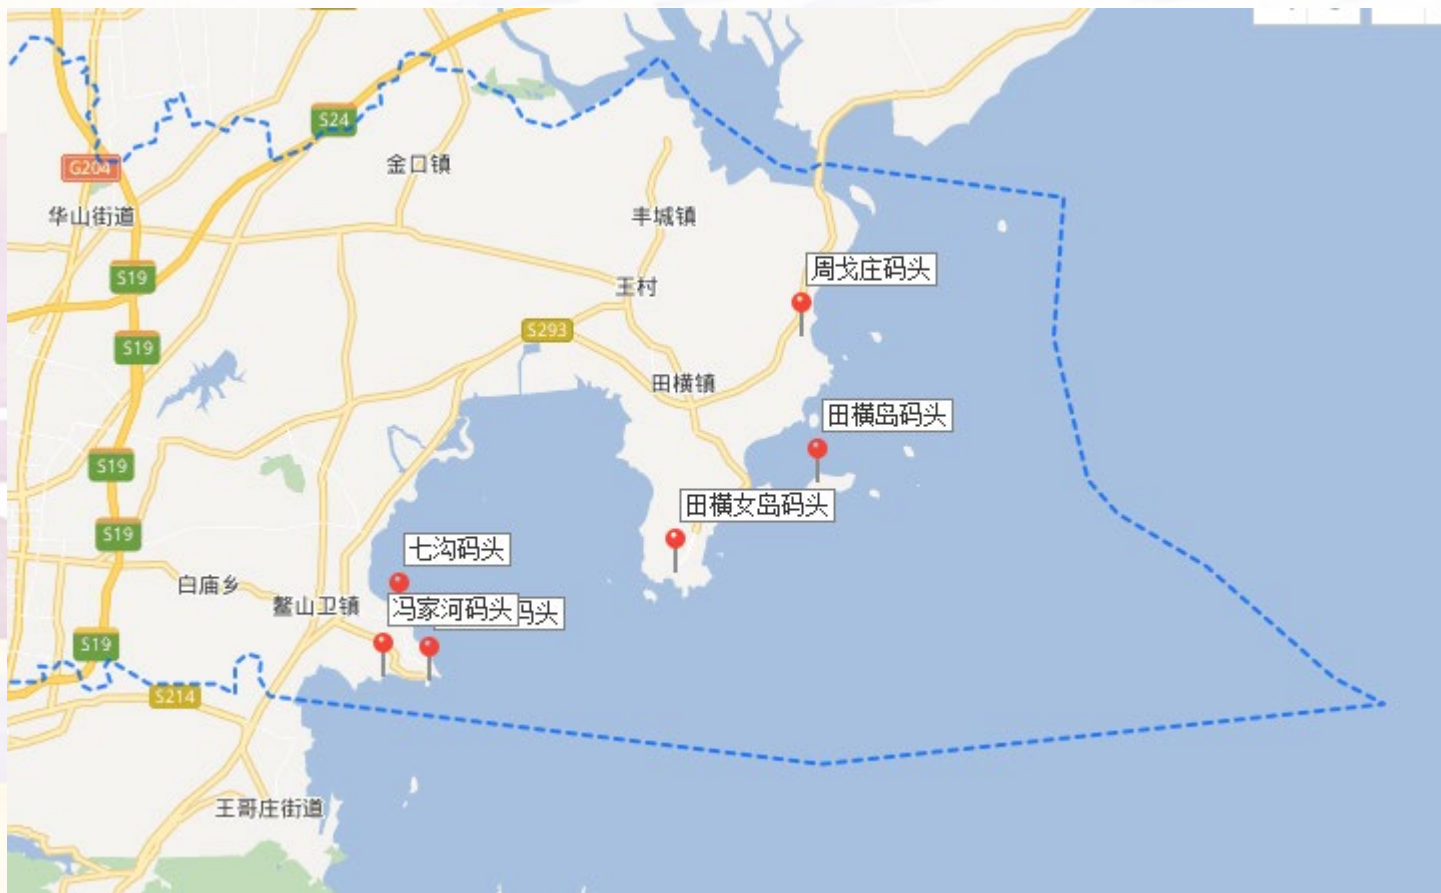 S24
金口镇
G204
华山街道
丰城镇
周戈庄码头
S19
王村
S293
S19
田横镇
田横岛码头
S19
田横女岛码头
S19
七沟码头
白庙乡
鳌山卫镇
冯家河码头
码头
S19
S214
王哥庄街道